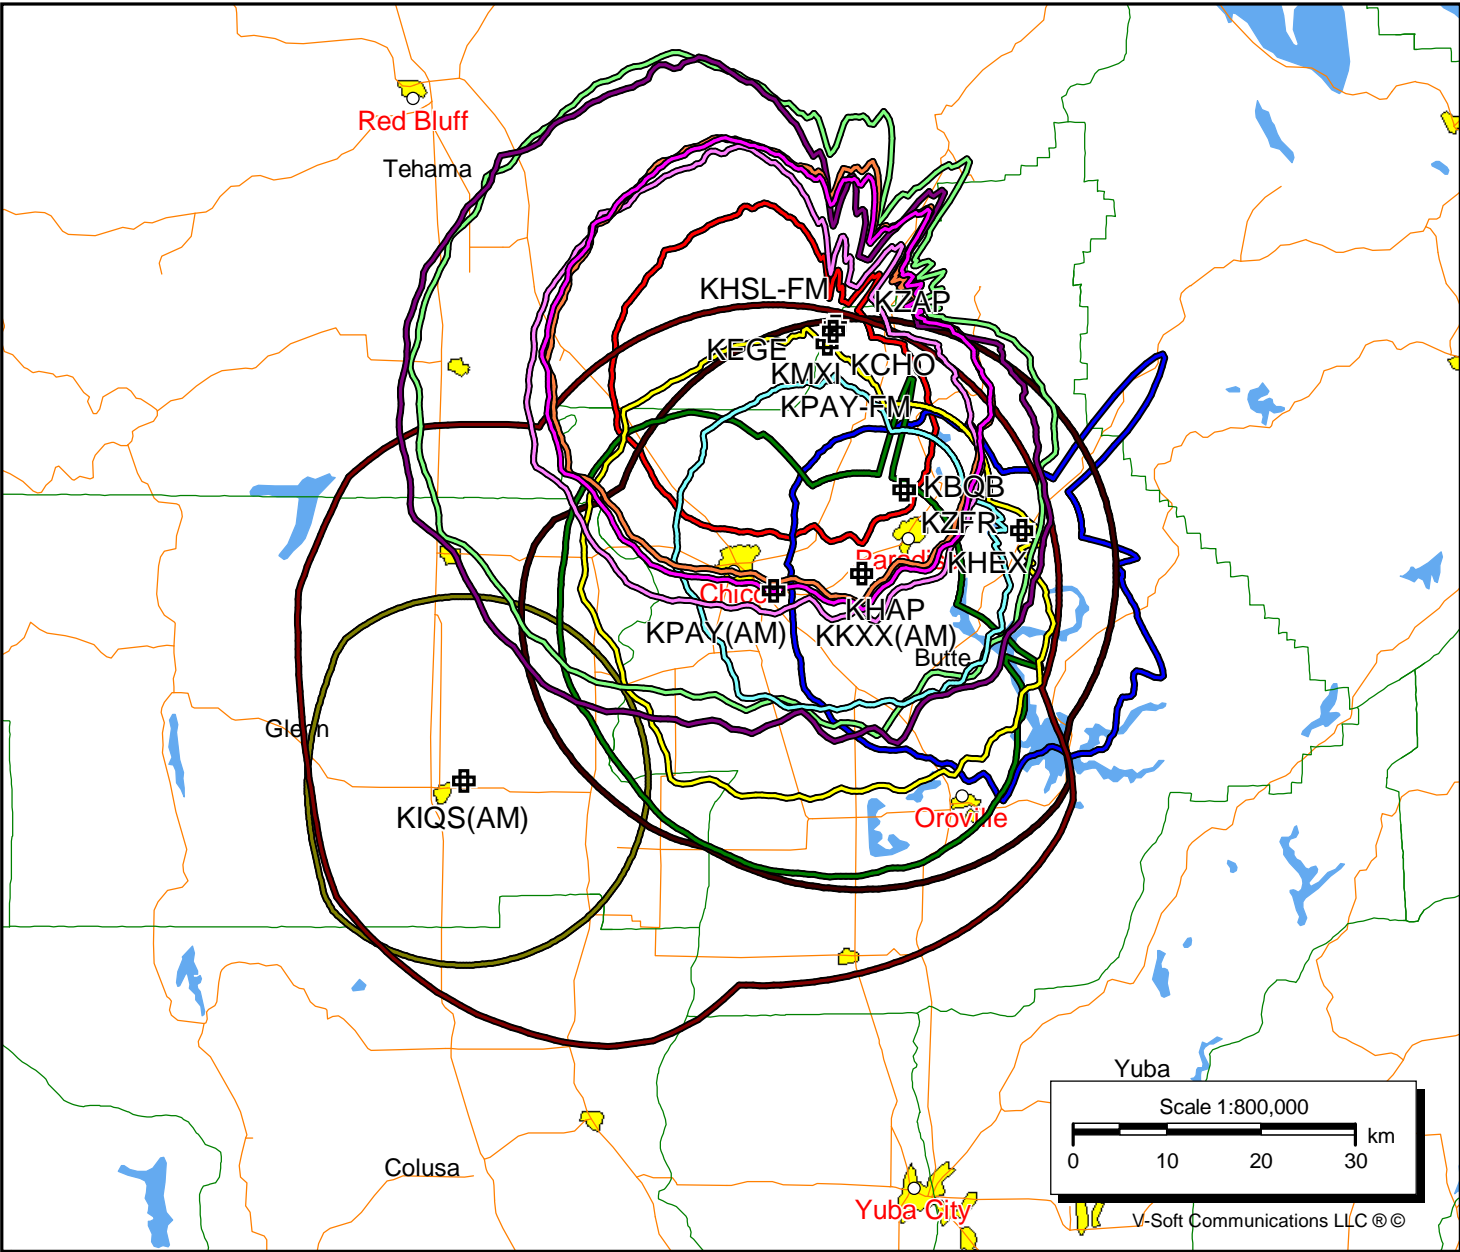 Red Bluff
Tehama
KHSL-FM
KZAP
KEGE
KCHO
KMXI
KPAY-FM
KBQB
KZFR
Paradise
KHEX
Chico
KHAP
KPAY(AM)
KKXX(AM)
Butte
Glenn
KIQS(AM)
Oroville
Yuba
Scale 1:800,000
km
0 10 20 30
Colusa
Yuba City
V-Soft Communications LLC ® ©